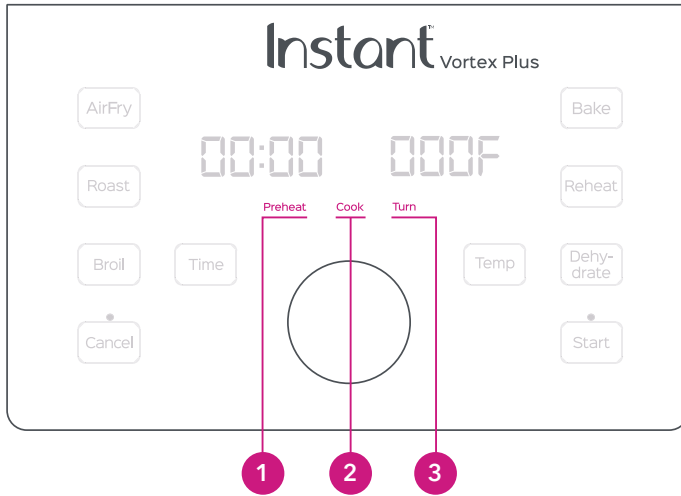 Instant™ Vortex Plus
AirFry
Bake
00:00 000F
Roast
Reheat
Preheat Cook Turn
Broil
Time
Temp
Dehy-
drate
Cancel
Start
1 2 3